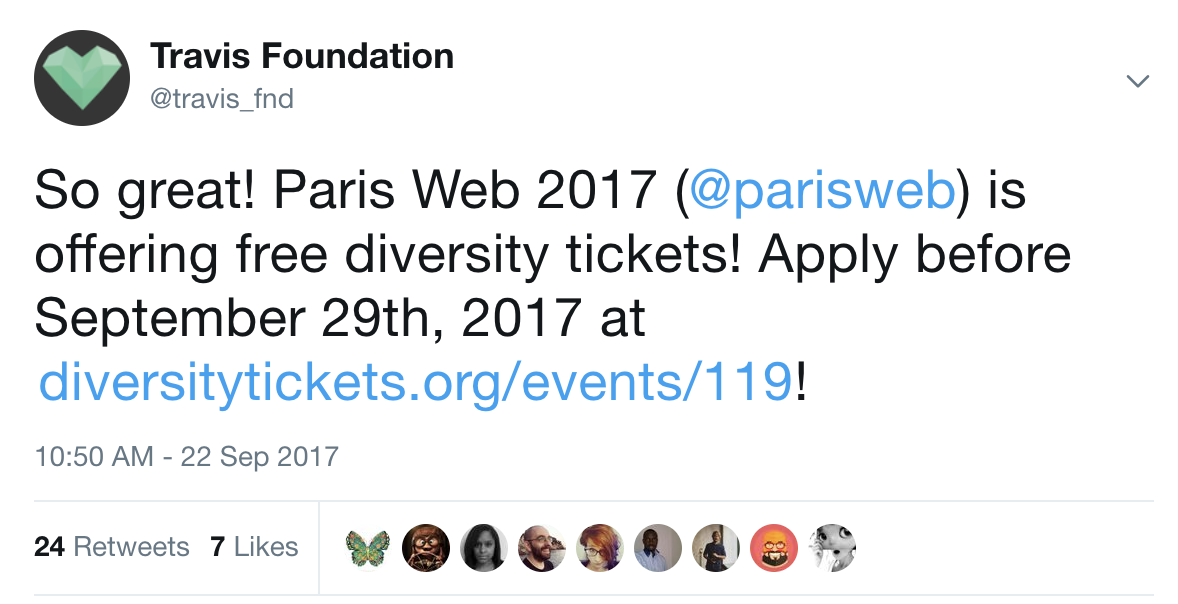 Travis Foundation
@travis_fnd
So great! Paris Web 2017 (@parisweb) is
offering free diversity tickets! Apply before
September 29th, 2017 at
diversitytickets.org/events/119!
10:50 AM - 22 Sep 2017
24 Retweets 7 Likes